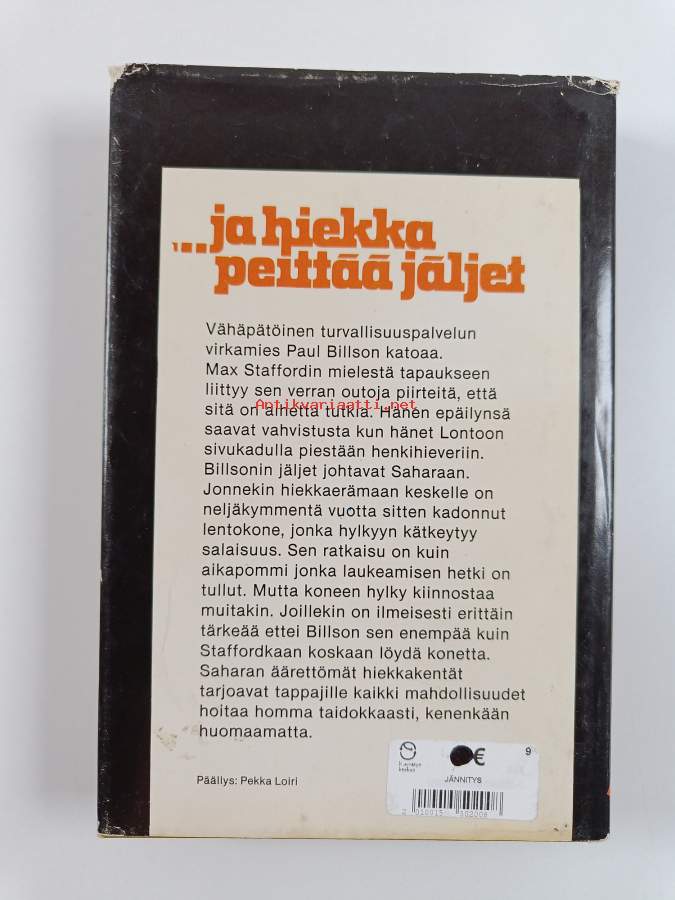 ...ja hiekka
peittää jäljet
Vähäpätöinen turvallisuuspalvelun
virkamies Paul Billson katoaa.
Max Staffordin mielestä tapaukseen
liittyy sen verran outoja piirteitä, että
sitä on aihetta tutkia. Hänen epäilynsä
Antikvariaatti.net
saavat vahvistusta kun hänet Lontoon
sivukadulla piestään henkihieveriin.
Billsonin jäljet johtavat Saharaan.
Jonnekin hiekkaerämaan keskelle on
neljäkymmentä vuotta sitten kadonnut
lentokone, jonka hylkyyn kätkeytyy
salaisuus. Sen ratkaisu on kuin
aikapommi jonka laukeamisen hetki on
tullut. Mutta koneen hylky kiinnostaa
muitakin. Joillekin on ilmeisesti erittäin
tärkeää ettei Billson sen enempää kuin
Staffordkaan koskaan löydä konetta.
Saharan äärettömät hiekkakentät
tarjoavat tappajille kaikki mahdollisuudet
hoitaa homma taidokkaasti, kenenkään
huomaamatta.
Päällys: Pekka Loiri
€
9
JÄNNITYS